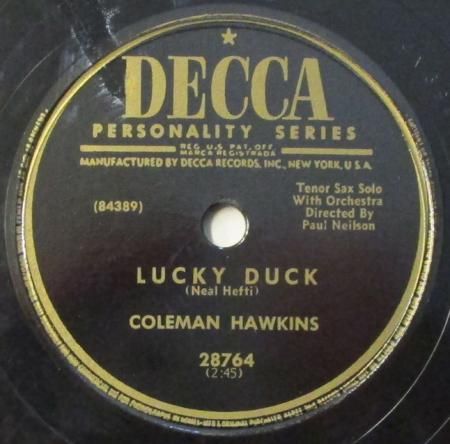 DECCA
PERSONALITY SERIES
REG. U.S. PAT. OFF.
MARCA REGISTRADA
MANUFACTURED BY DECCA RECORDS, INC., NEW YORK, U.S.A.
(84389)
Tenor Sax Solo
With Orchestra
Directed By
Paul Neilson
LUCKY DUCK
(Neal Hefti)
COLEMAN HAWKINS
28764
(2:45)